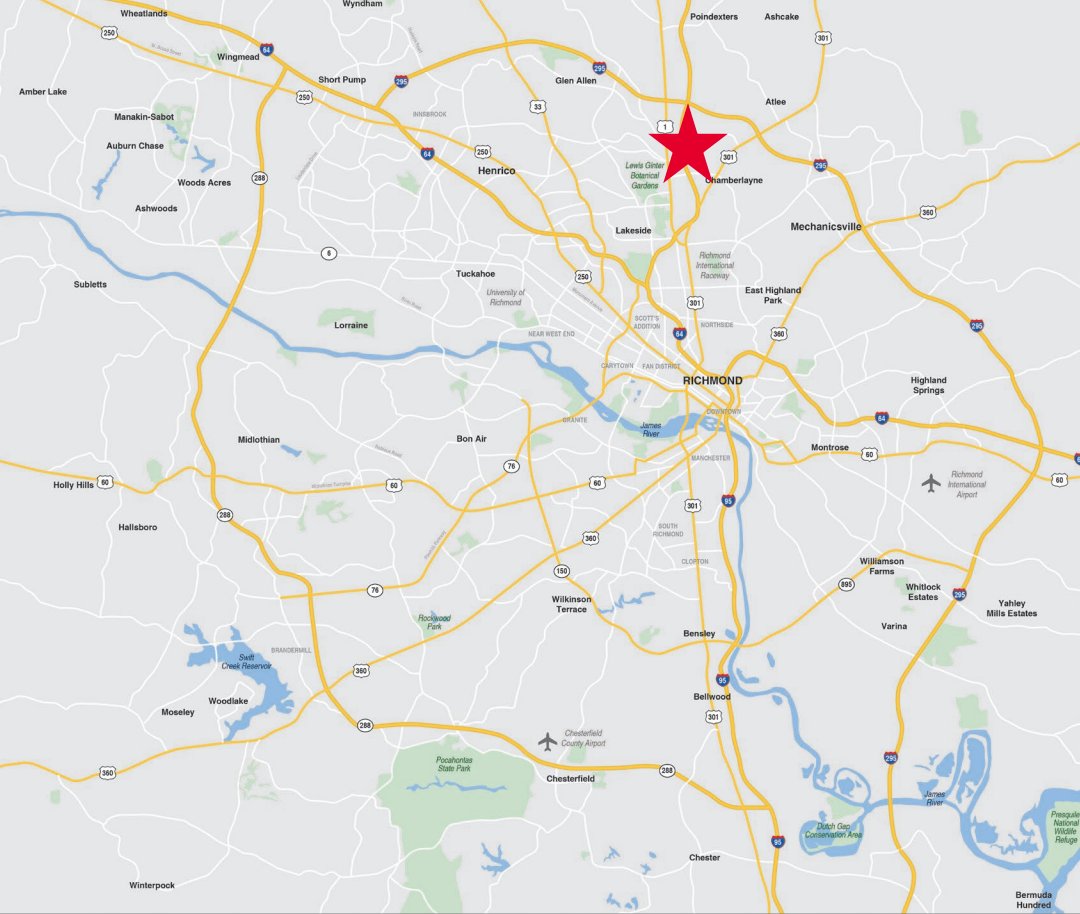 Wyndham
Wheatlands
Poindexters
Ashcake
250
301
64
Wingmead
Short Pump
295
295
Glen Allen
Amber Lake
250
33
Atlee
Manakin-Sabot
INNSBROOK
1
Auburn Chase
64
250
301
295
Henrico
Lewis Ginter
Botanical
Gardens
Chamberlayne
288
Woods Acres
Ashwoods
360
Lakeside
Mechanicsville
6
Richmond
International
Raceway
Tuckahoe
250
Subletts
University of
Richmond
East Highland
Park
301
Lorraine
SCOTT'S
ADDITION
NORTHSIDE
295
NEAR WEST END
64
360
CARYTOWN
FAN DISTRICT
RICHMOND
Highland
Springs
DOWNTOWN
64
GRANITE
James
River
Midlothian
Bon Air
Montrose
60
MANCHESTER
76
Holly Hills
60
60
60
60
Richmond
International
Airport
288
301
95
Hallsboro
SOUTH
RICHMOND
360
CLOPTON
150
Williamson
Farms
76
895
Whitlock
Estates
295
Wilkinson
Terrace
Yahley
Mills Estates
Rockwood
Park
Varina
Bensley
BRANDERMILL
Swift
Creek Reservoir
360
95
Bellwood
Woodlake
Moseley
301
288
Chesterfield
County Airport
295
Pocahontas
State Park
360
Chesterfield
288
James
River
Dutch Gap
Conservation Area
Presquile
National
Wildlife
Refuge
95
Chester
Winterpock
Bermuda
Hundred